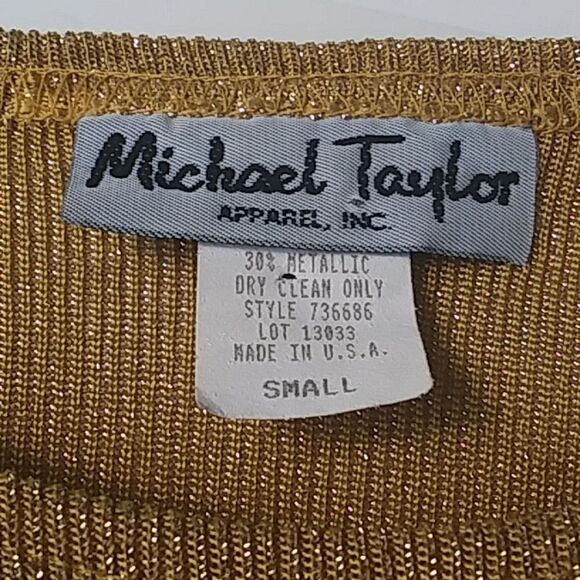 Michael Taylor
APPAREL, INC.
30% METALLIC
DRY CLEAN ONLY
STYLE 736686
LOT 13033
MADE IN U.S.A.
SMALL